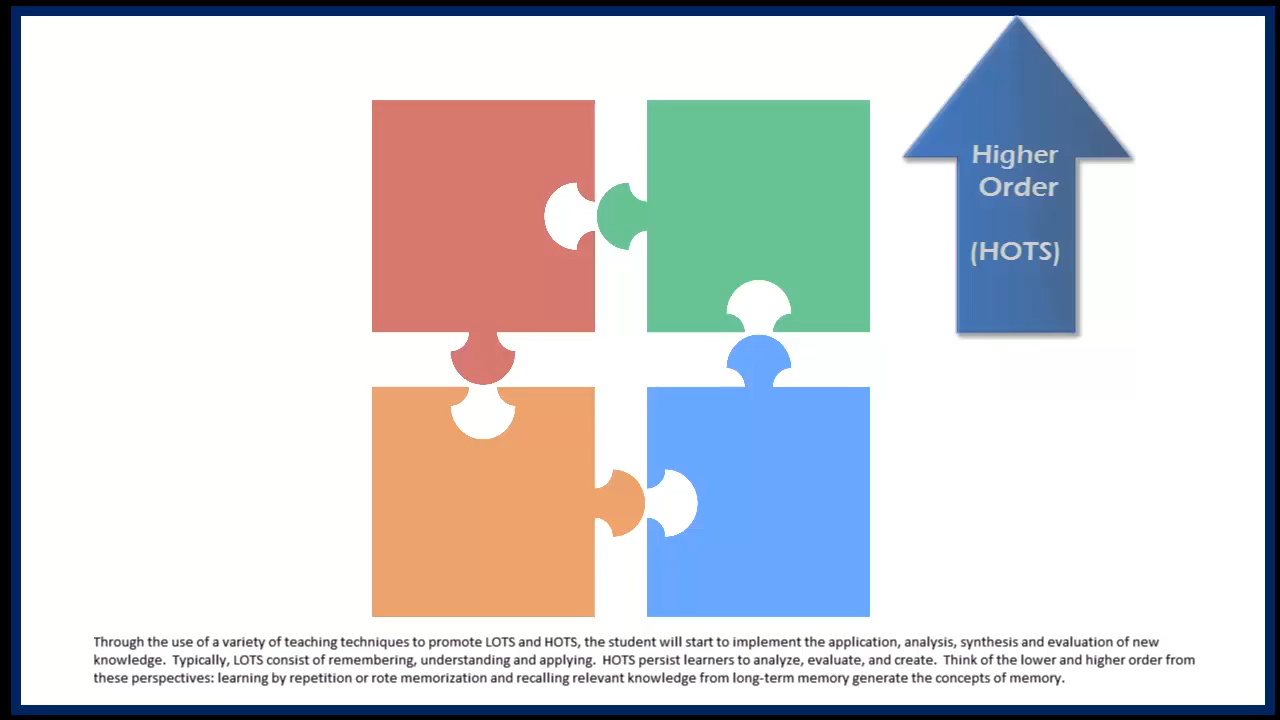 Higher
Order
(HOTS)
Through the use of a variety of teaching techniques to promote LOTS and HOTS, the student will start to implement the application, analysis, synthesis and evaluation of new
knowledge.  Typically, LOTS consist of remembering, understanding and applying.  HOTS persist learners to analyze, evaluate, and create.  Think of the lower and higher order from
these perspectives: learning by repetition or rote memorization and recalling relevant knowledge from long-term memory generate the concepts of memory.